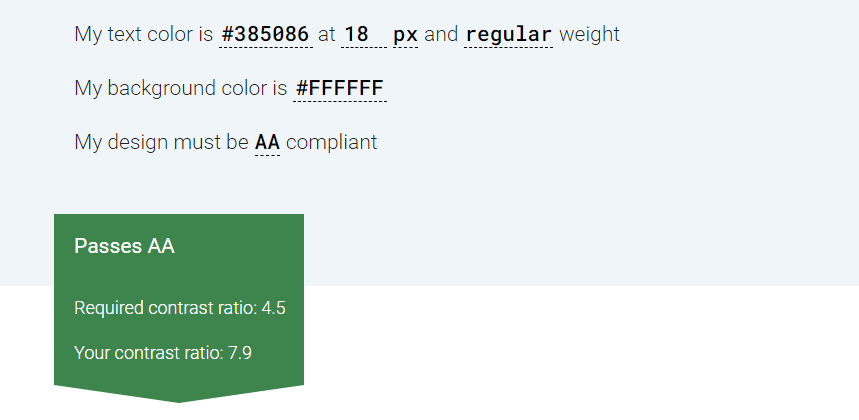 My text color is #385086 at 18 px and regular weight
My background color is #FFFFFF
My design must be AA compliant
Passes AA
Required contrast ratio: 4.5
Your contrast ratio: 7.9